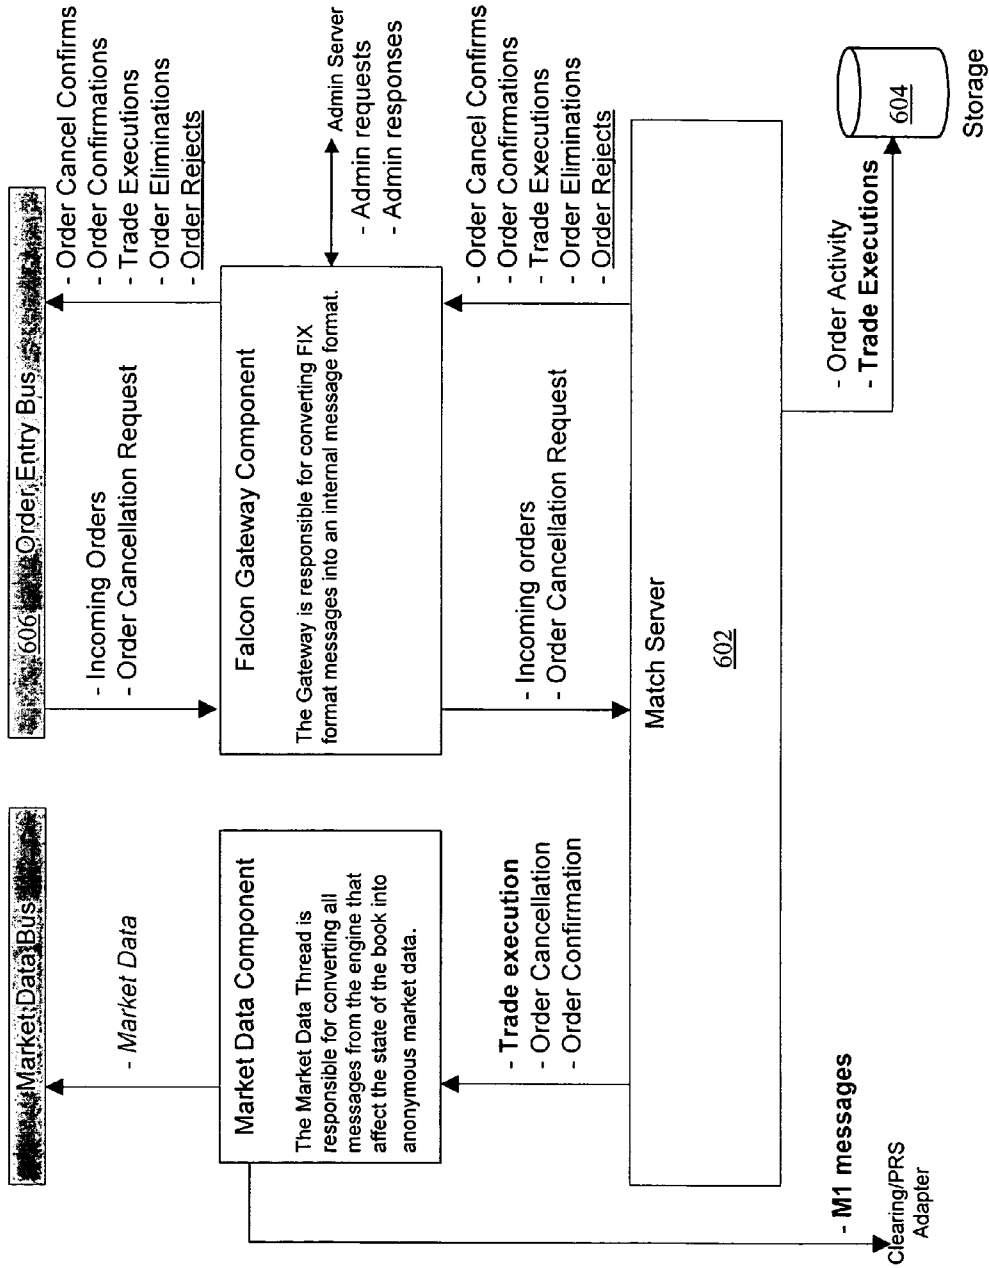 Market Data Bus
606 Order Entry Bus
- Market Data
- Incoming Orders
- Order Cancellation Request
- Order Cancel Confirms
- Order Confirmations
- Trade Executions
- Order Eliminations
- Order Rejects
Market Data Component
The Market Data Thread is
responsible for converting all
messages from the engine that
affect the state of the book into
anonymous market data.
Falcon Gateway Component
The Gateway is responsible for converting FIX
format messages into an internal message format.
Admin Server
- Admin requests
- Admin responses
- Trade execution
- Order Cancellation
- Order Confirmation
- Incoming orders
- Order Cancellation Request
- Order Cancel Confirms
- Order Confirmations
- Trade Executions
- Order Eliminations
- Order Rejects
Match Server
602
- M1 messages
Clearing/PRS
Adapter
- Order Activity
- Trade Executions
604
Storage